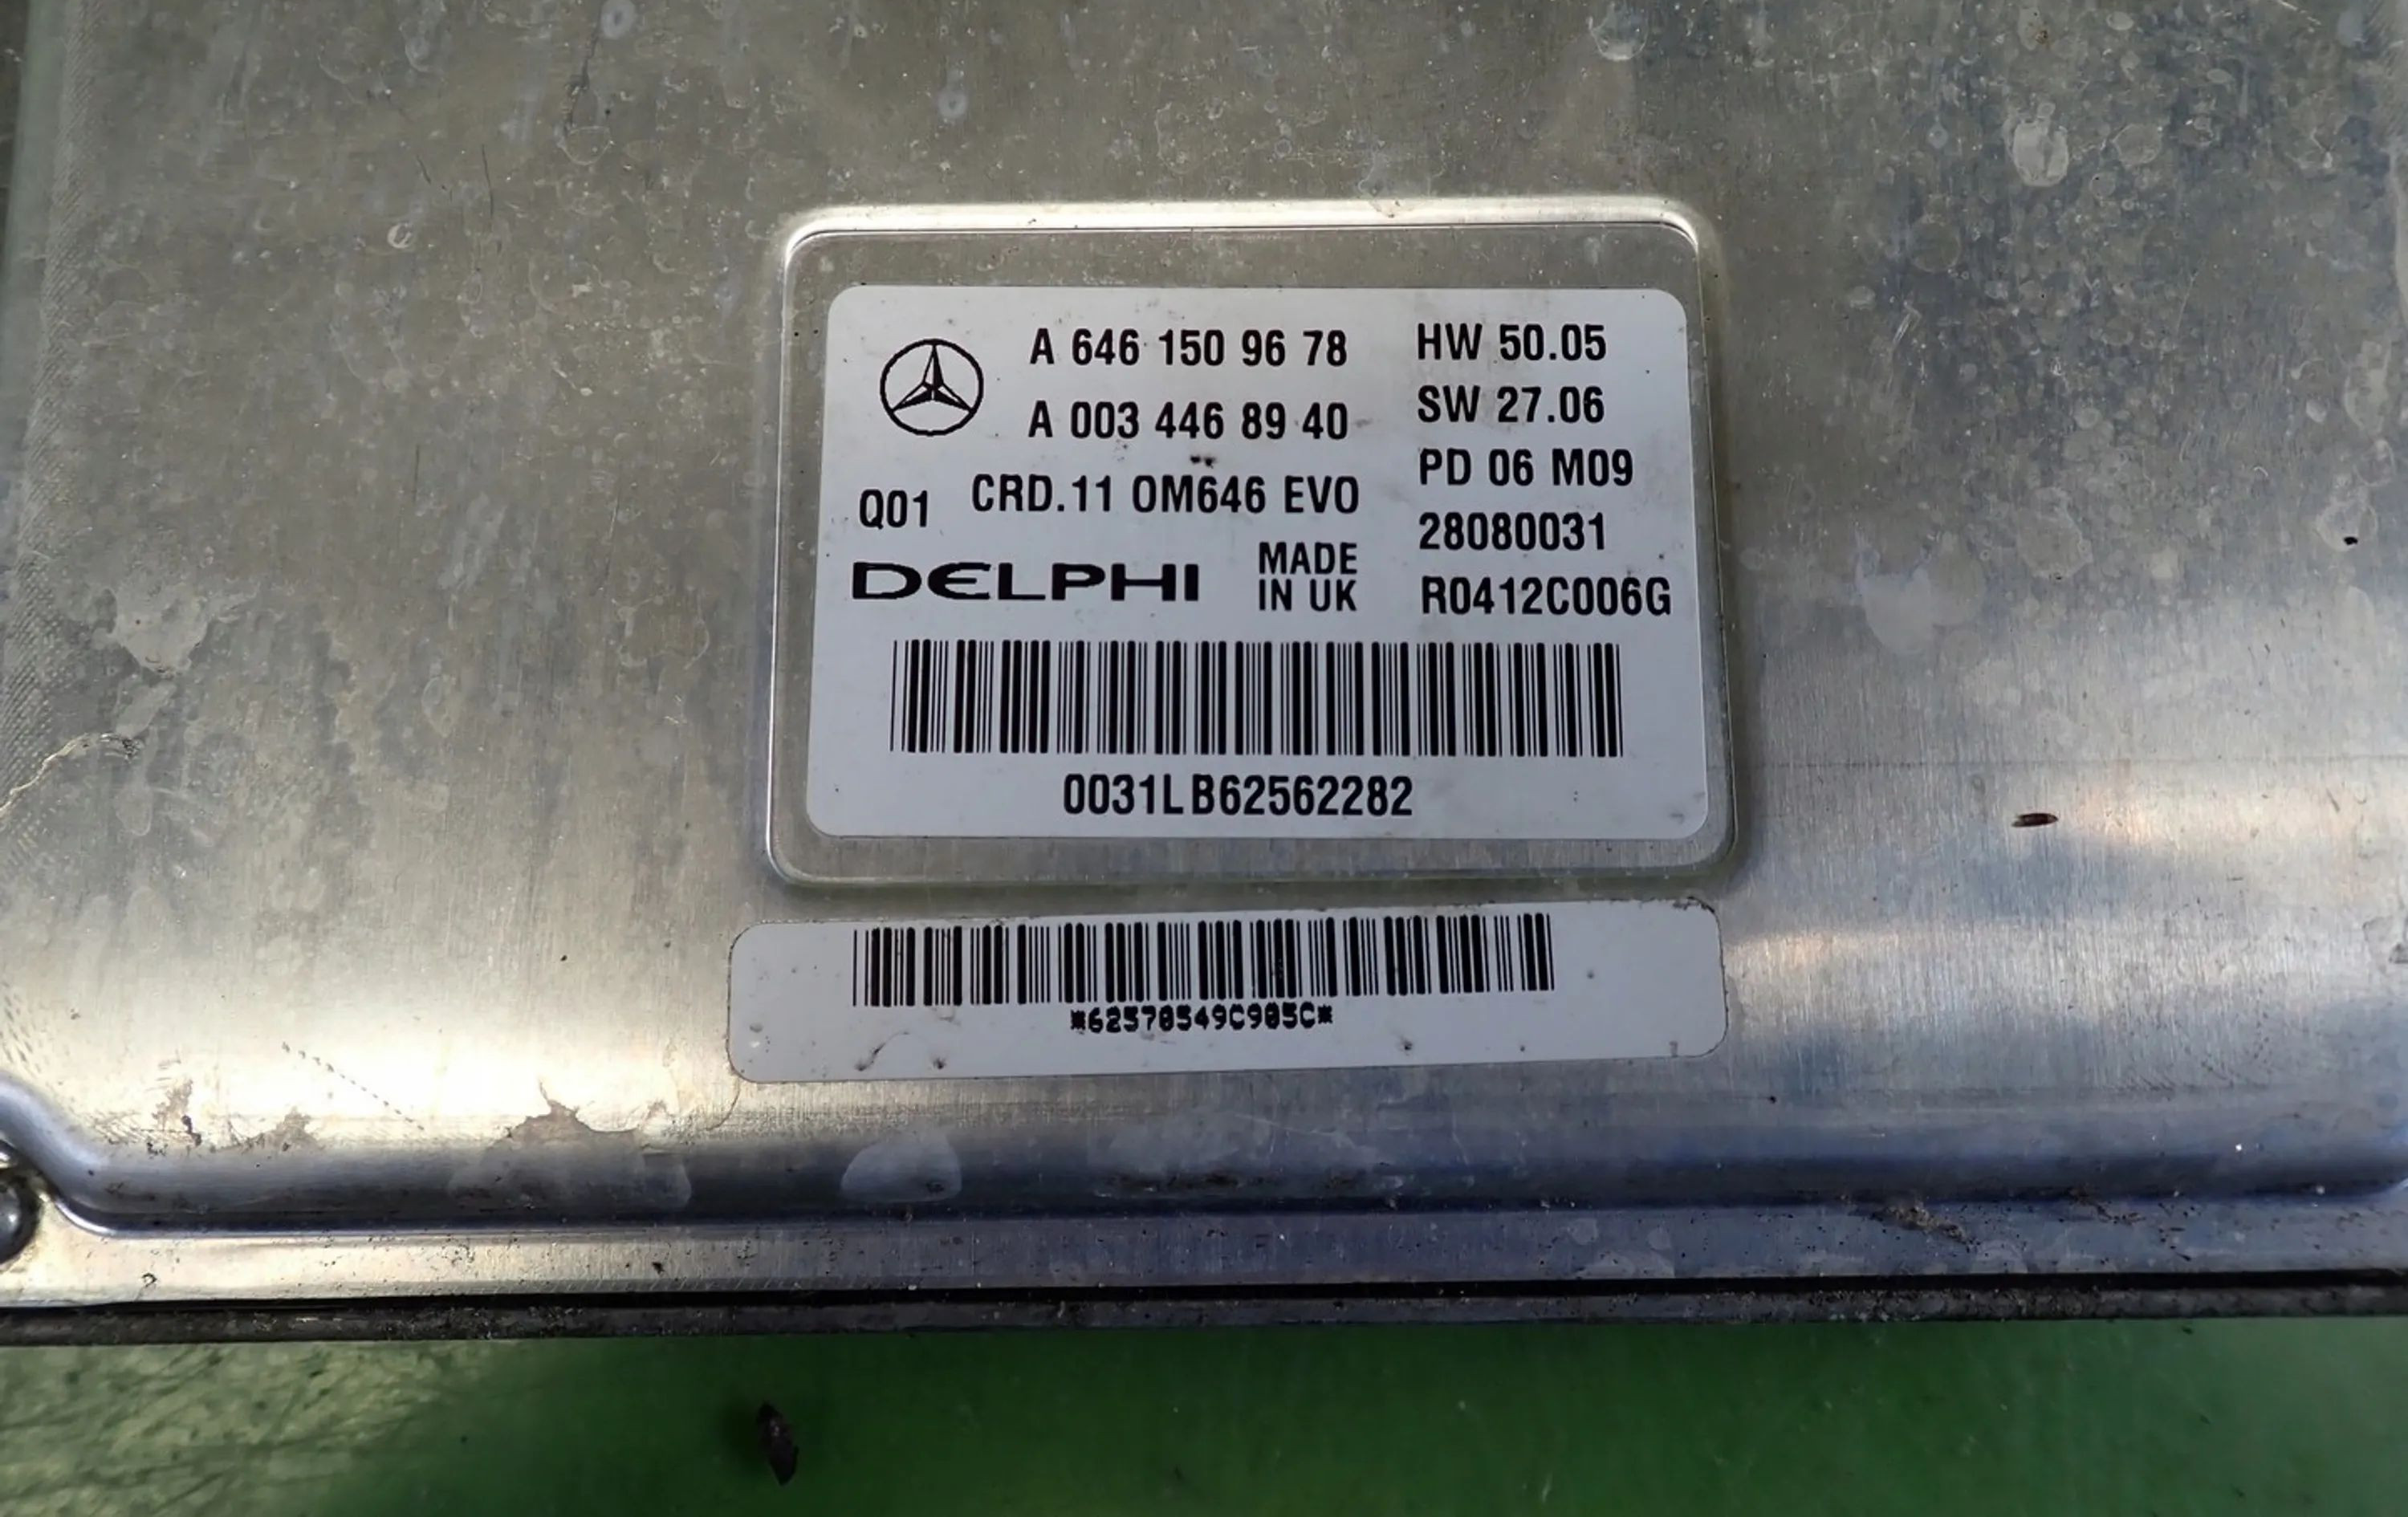 A 646 150 96 78
A 003 446 89 40
Q01 CRD.11 OM646 EVO
DELPHI MADE IN UK
HW 50.05
SW 27.06
PD 06 M09
28080031
R0412C006G
0031LB62562282
*62570549C905C*